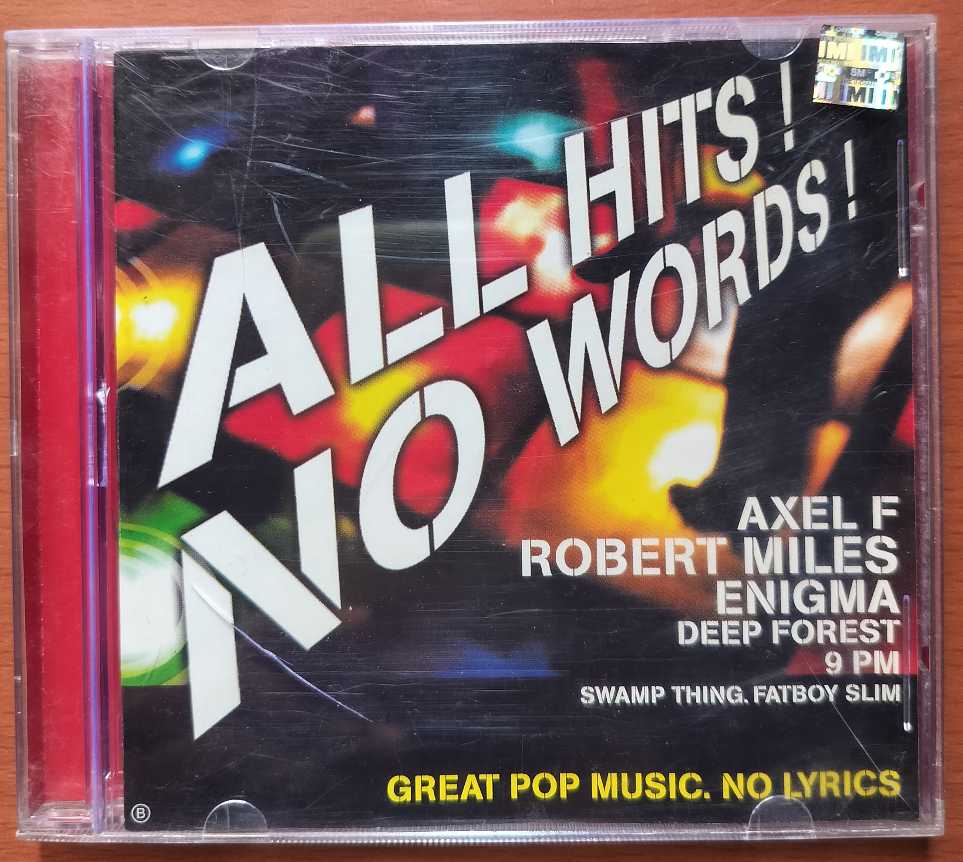 ALL HITS!
NO WORDS!
AXEL F
ROBERT MILES
ENIGMA
DEEP FOREST
9 PM
SWAMP THING. FATBOY SLIM
GREAT POP MUSIC. NO LYRICS
B